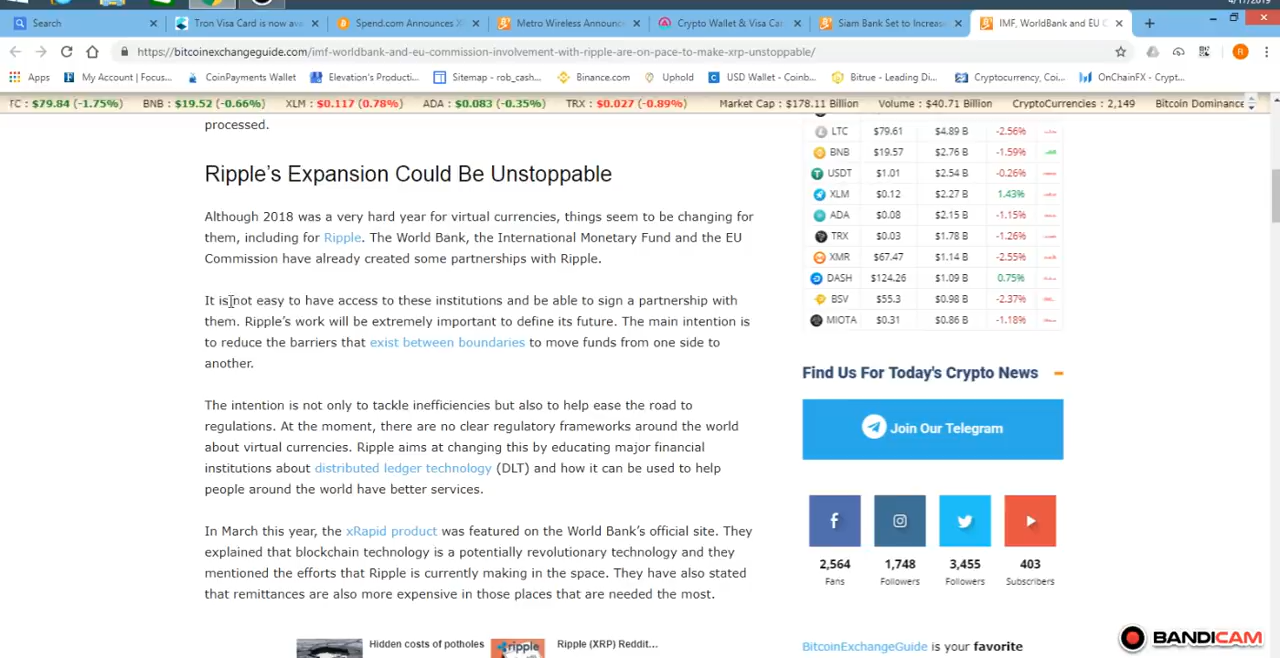 4/17/2019
Search
Tron Visa Card is now ava
Spend.com Announces X
Metro Wireless Announc
Crypto Wallet & Visa Car
Siam Bank Set to Increas
IMF, WorldBank and EU C
https://bitcoinexchangeguide.com/imf-worldbank-and-eu-commission-involvement-with-ripple-are-on-pace-to-make-xrp-unstoppable/
R
Apps
My Account | Focus...
CoinPayments Wallet
Elevation's Producti...
Sitemap - rob_cash...
Binance.com
Uphold
USD Wallet - Coinb...
Bitrue - Leading Di...
Cryptocurrency, Coi...
OnChainFX - Crypt...
TC : $79.84 (-1.75%) BNB : $19.52 (-0.66%) XLM : $0.117 (0.78%) ADA : $0.083 (-0.35%) TRX : $0.027 (-0.89%) Market Cap : $178.11 Billion Volume : $40.71 Billion CryptoCurrencies : 2,149 Bitcoin Dominance
processed.
Ripple's Expansion Could Be Unstoppable
Although 2018 was a very hard year for virtual currencies, things seem to be changing for
them, including for Ripple. The World Bank, the International Monetary Fund and the EU
Commission have already created some partnerships with Ripple.
It is not easy to have access to these institutions and be able to sign a partnership with
them. Ripple's work will be extremely important to define its future. The main intention is
to reduce the barriers that exist between boundaries to move funds from one side to
another.
The intention is not only to tackle inefficiencies but also to help ease the road to
regulations. At the moment, there are no clear regulatory frameworks around the world
about virtual currencies. Ripple aims at changing this by educating major financial
institutions about distributed ledger technology (DLT) and how it can be used to help
people around the world have better services.
In March this year, the xRapid product was featured on the World Bank's official site. They
explained that blockchain technology is a potentially revolutionary technology and they
mentioned the efforts that Ripple is currently making in the space. They have also stated
that remittances are also more expensive in those places that are needed the most.
Hidden costs of potholes
ripple
Ripple (XRP) Reddit...
LTC $79.61 $4.89 B -2.56%
BNB $19.57 $2.76 B -1.59%
USDT $1.01 $2.54 B -0.26%
XLM $0.12 $2.27 B 1.43%
ADA $0.08 $2.15 B -1.15%
TRX $0.03 $1.78 B -1.26%
XMR $67.47 $1.14 B -2.55%
DASH $124.26 $1.09 B 0.75%
BSV $55.3 $0.98 B -2.37%
MIOTA $0.31 $0.86 B -1.18%
Find Us For Today's Crypto News
Join Our Telegram
2,564 1,748 3,455 403
Fans Followers Followers Subscribers
BitcoinExchangeGuide is your favorite
BANDICAM